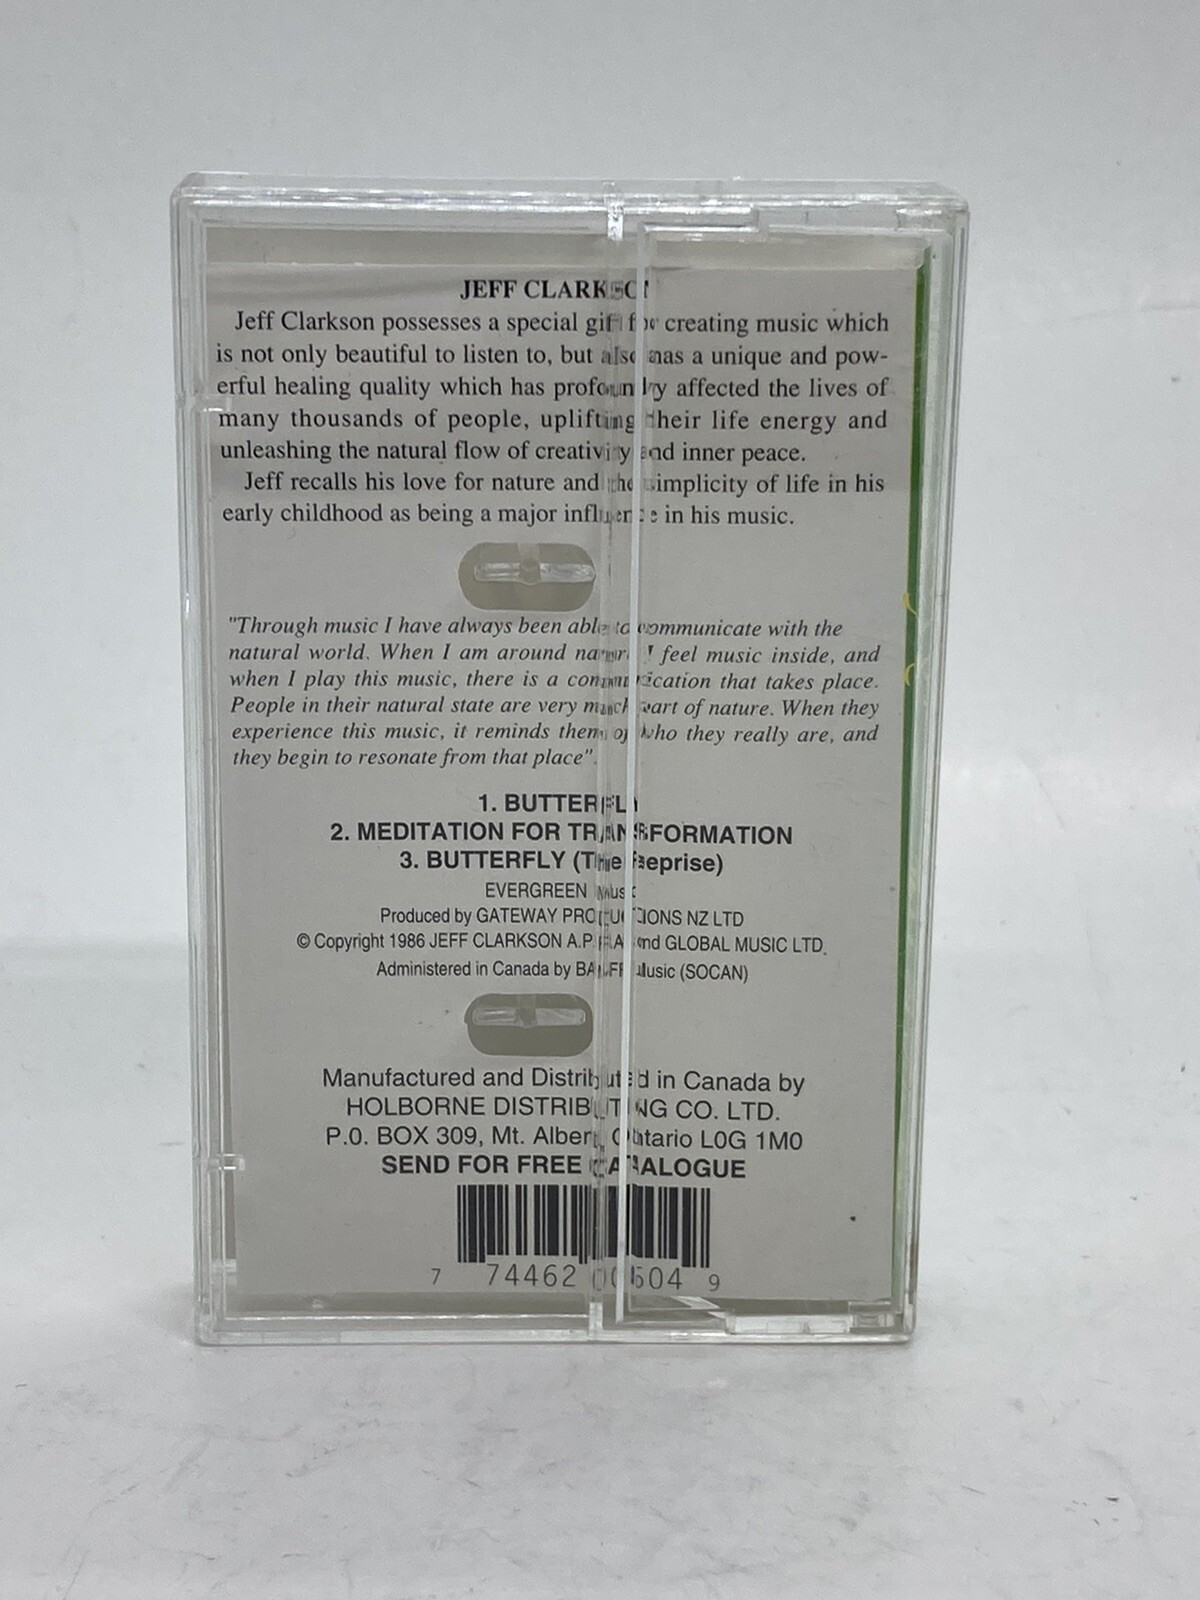 JEFF CLARKSON
Jeff Clarkson possesses a special gift for creating music which
is not only beautiful to listen to, but also has a unique and pow-
erful healing quality which has profoundly affected the lives of
many thousands of people, uplifting their life energy and
unleashing the natural flow of creativity and inner peace.
Jeff recalls his love for nature and the simplicity of life in his
early childhood as being a major influence in his music.
"Through music I have always been able to communicate with the
natural world. When I am around nature I feel music inside, and
when I play this music, there is a communication that takes place.
People in their natural state are very much part of nature. When they
experience this music, it reminds them of who they really are, and
they begin to resonate from that place".
1. BUTTERFLY
2. MEDITATION FOR TRANSFORMATION
3. BUTTERFLY (The Reprise)
EVERGREEN Music
Produced by GATEWAY PRODUCTIONS NZ LTD
© Copyright 1986 JEFF CLARKSON A.P.R.A. and GLOBAL MUSIC LTD.
Administered in Canada by BANFF Music (SOCAN)
Manufactured and Distributed in Canada by
HOLBORNE DISTRIBUTING CO. LTD.
P.O. BOX 309, Mt. Albert, Ontario L0G 1M0
SEND FOR FREE CATALOGUE
7 74462 00504 9